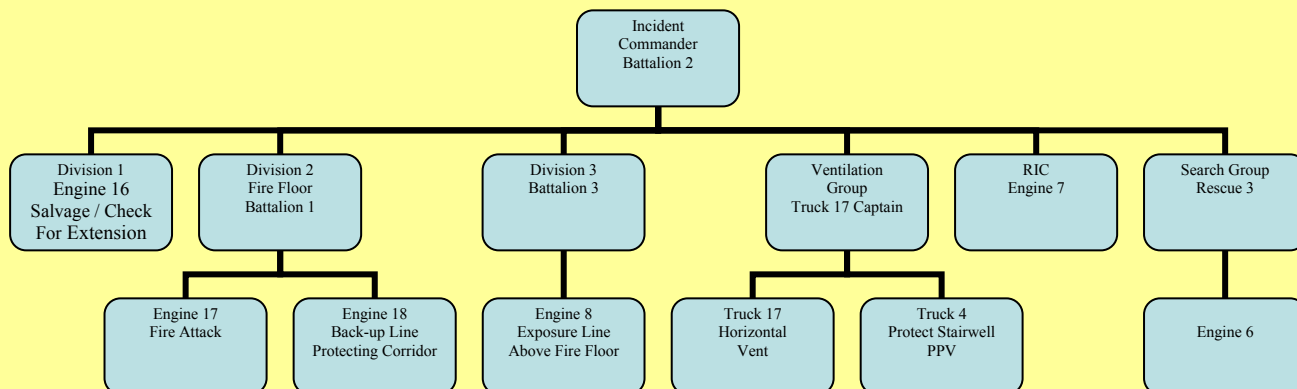 Incident
Commander
Battalion 2
Division 1
Engine 16
Salvage / Check
For Extension
Division 2
Fire Floor
Battalion 1
Division 3
Battalion 3
Ventilation
Group
Truck 17 Captain
RIC
Engine 7
Search Group
Rescue 3
Engine 17
Fire Attack
Engine 18
Back-up Line
Protecting Corridor
Engine 8
Exposure Line
Above Fire Floor
Truck 17
Horizontal
Vent
Truck 4
Protect Stairwell
PPV
Engine 6